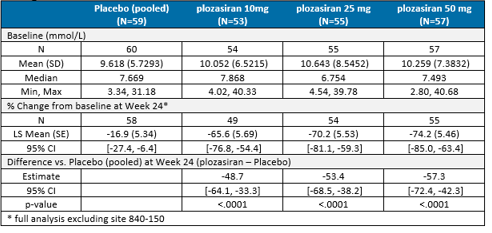 Placebo (pooled) (N=59) plozasiran 10mg (N=53) plozasiran 25 mg (N=55) plozasiran 50 mg (N=57)
Baseline (mmol/L)
N 60 54 55 57
Mean (SD) 9.618 (5.7293) 10.052 (6.5215) 10.643 (8.5452) 10.259 (7.3832)
Median 7.669 7.868 6.754 7.493
Min, Max 3.34, 31.18 4.02, 40.33 4.54, 39.78 2.80, 40.68
% Change from baseline at Week 24*
N 58 49 54 55
LS Mean (SE) -16.9 (5.34) -65.6 (5.69) -70.2 (5.53) -74.2 (5.46)
95% CI [-27.4, -6.4] [-76.8, -54.4] [-81.1, -59.3] [-85.0, -63.4]
Difference vs. Placebo (pooled) at Week 24 (plozasiran – Placebo)
Estimate -48.7 -53.4 -57.3
95% CI [-64.1, -33.3] [-68.5, -38.2] [-72.4, -42.3]
p-value <.0001 <.0001 <.0001
* full analysis excluding site 840-150